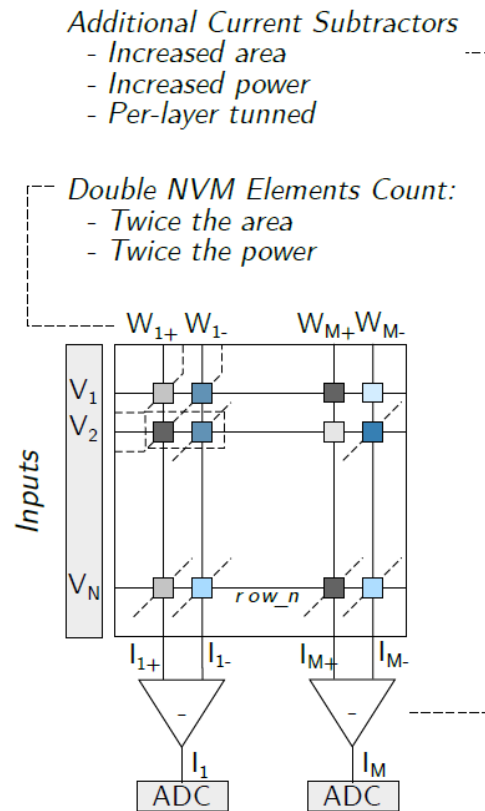 Additional Current Subtractors
- Increased area
- Increased power
- Per-layer tunned
Double NVM Elements Count:
- Twice the area
- Twice the power
W1+ W1- WM+ WM-
V1
V2
Inputs
VN
row_n
I1+ I1- IM+ IM-
- -
I1 IM
ADC ADC